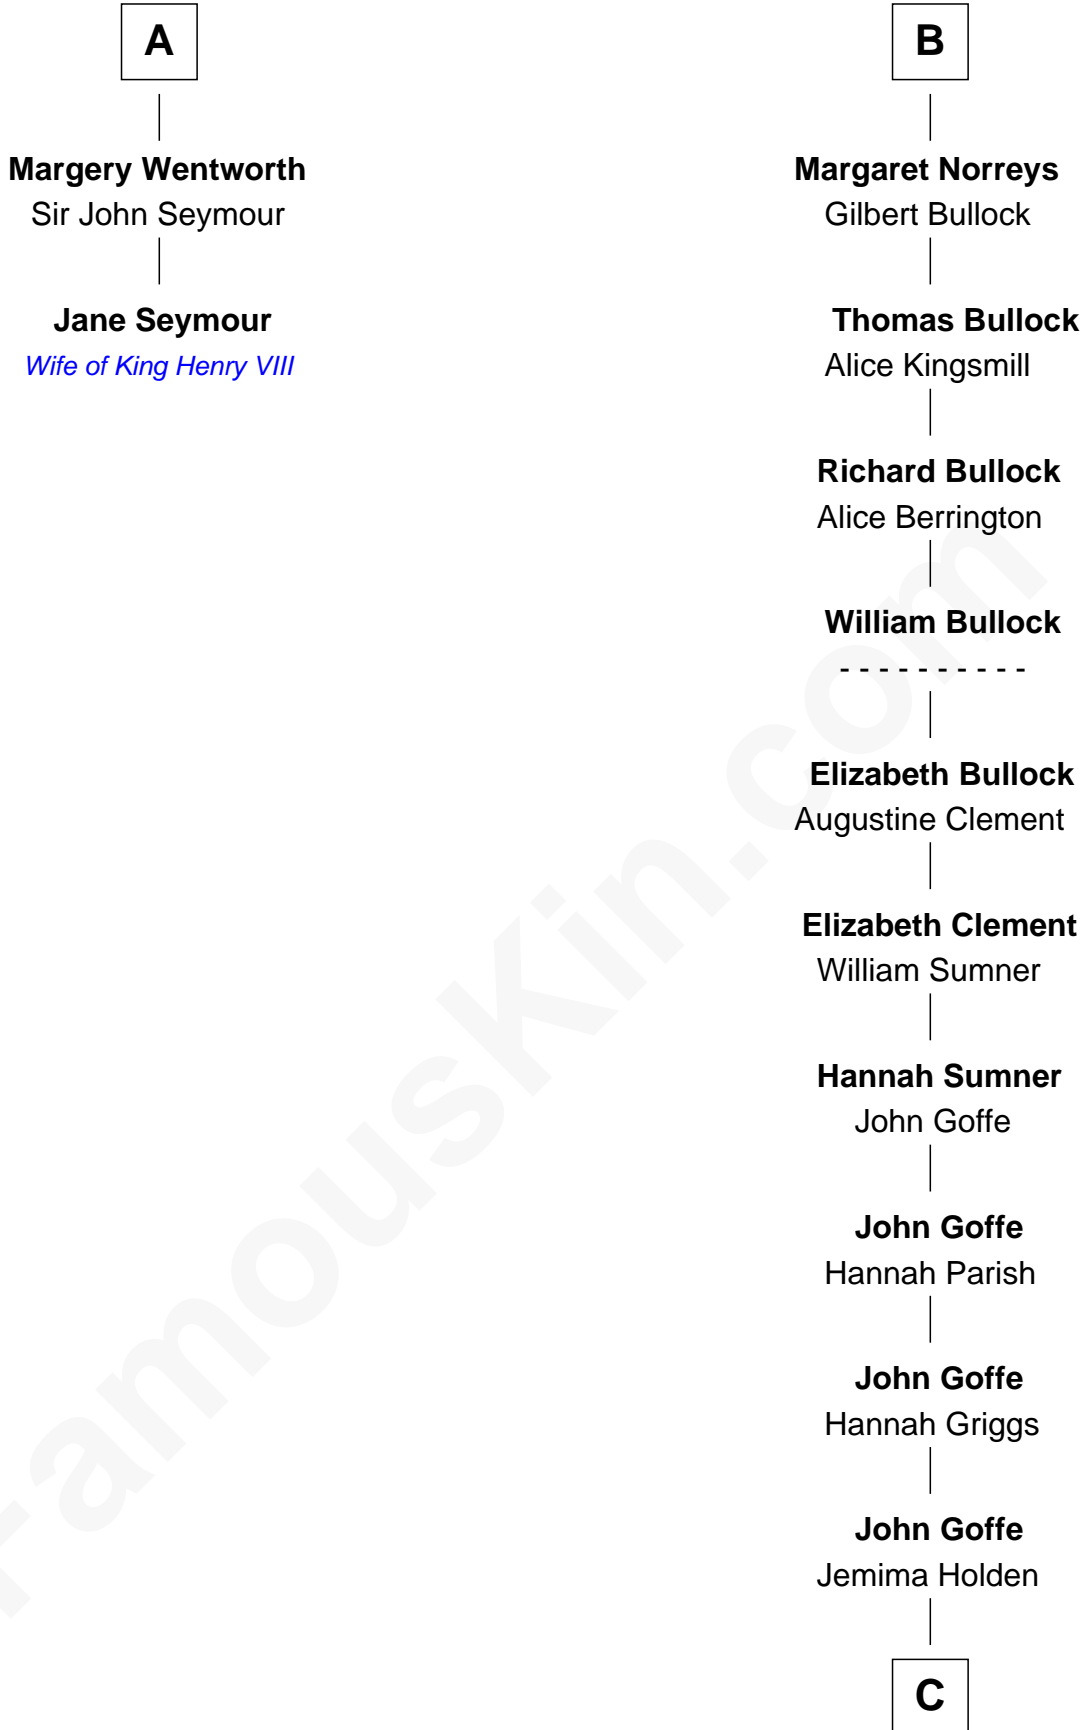 A
Margery Wentworth
Sir John Seymour
Jane Seymour
Wife of King Henry VIII
B
Margaret Norreys
Gilbert Bullock
Thomas Bullock
Alice Kingsmill
Richard Bullock
Alice Berrington
William Bullock
- - - - - - - - - -
Elizabeth Bullock
Augustine Clement
Elizabeth Clement
William Sumner
Hannah Sumner
John Goffe
John Goffe
Hannah Parish
John Goffe
Hannah Griggs
John Goffe
Jemima Holden
C
FamousKin.com